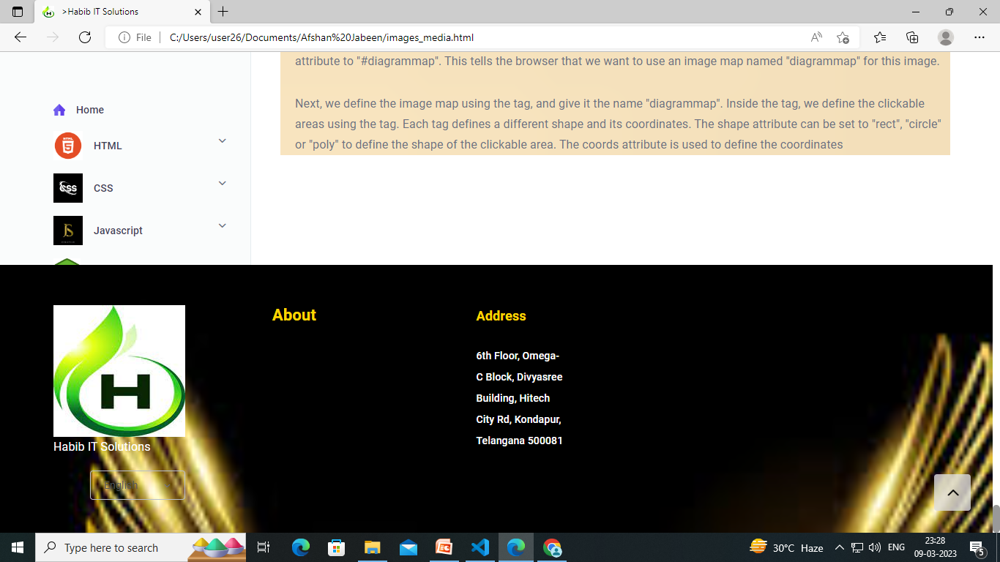 >Habib IT Solutions
File
C:/Users/user26/Documents/Afshan%20Jabeen/images_media.html
attribute to "#diagrammap". This tells the browser that we want to use an image map named "diagrammap" for this image.
Next, we define the image map using the tag, and give it the name "diagrammap". Inside the tag, we define the clickable
areas using the tag. Each tag defines a different shape and its coordinates. The shape attribute can be set to "rect", "circle"
or "poly" to define the shape of the clickable area. The coords attribute is used to define the coordinates
Home
HTML
HTML
CSS
CSS
JS
Javascript
H
Habib IT Solutions
English
About
Address
6th Floor, Omega-
C Block, Divyasree
Building, Hitech
City Rd, Kondapur,
Telangana 500081
Type here to search
30°C Haze
ENG
23:28
09-03-2023
5